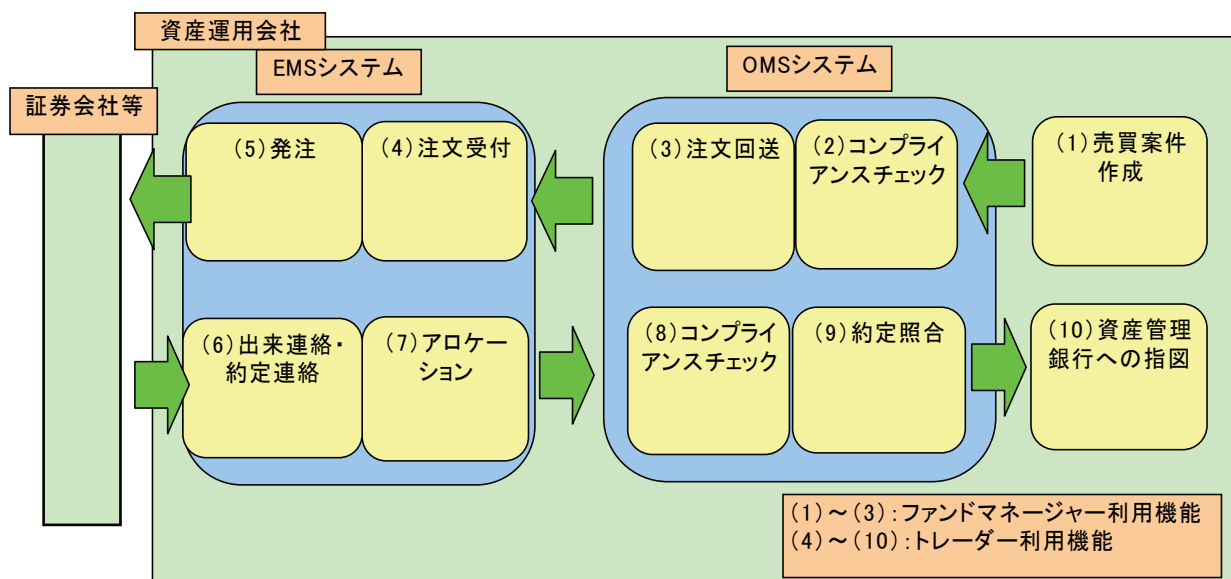 資産運用会社
EMSシステム
OMSシステム
証券会社等
(5)発注
(4)注文受付
(3)注文回送
(2)コンプライ
アンスチェック
(1)売買案件
作成
(6)出来連絡・
約定連絡
(7)アロケー
ション
(8)コンプライ
アンスチェック
(9)約定照合
(10)資産管理
銀行への指図
(1)～(3):ファンドマネージャー利用機能
(4)～(10):トレーダー利用機能